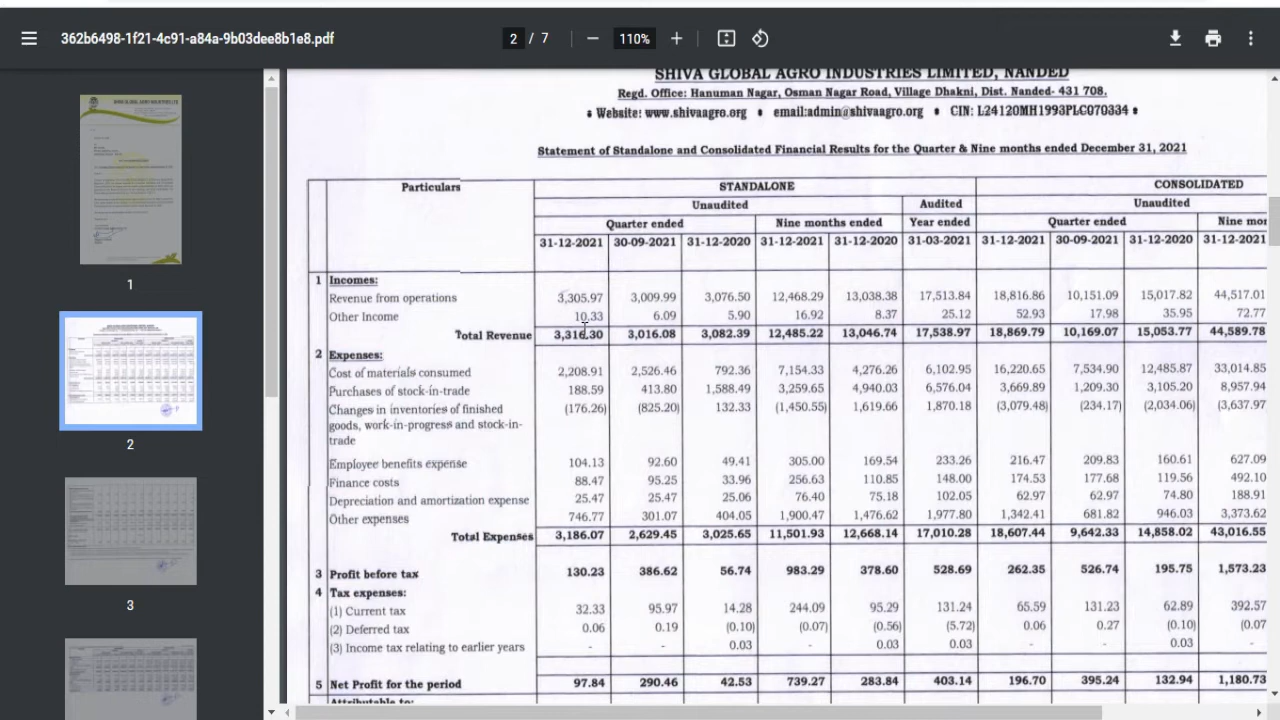 362b6498-1f21-4c91-a84a-9b03dee8b1e8.pdf 2 / 7 110%
SHIVA GLOBAL AGRO INDUSTRIES LIMITED, NANDED
Regd. Office: Hanuman Nagar, Osman Nagar Road, Village Dhakni, Dist. Nanded- 431 708.
• Website: www.shivaagro.org • email:admin@shivaagro.org • CIN: L24120MH1993PLC070334 •
Statement of Standalone and Consolidated Financial Results for the Quarter & Nine months ended December 31, 2021
Particulars STANDALONE CONSOLIDATED
Unaudited Audited Unaudited
Quarter ended Nine months ended Year ended Quarter ended Nine mor
31-12-2021 30-09-2021 31-12-2020 31-12-2021 31-12-2020 31-03-2021 31-12-2021 30-09-2021 31-12-2020 31-12-2021
1 Incomes:
Revenue from operations 3,305.97 3,009.99 3,076.50 12,468.29 13,038.38 17,513.84 18,816.86 10,151.09 15,017.82 44,517.01
Other Income 10.33 6.09 5.90 16.92 8.37 25.12 52.93 17.98 35.95 72.77
Total Revenue 3,316.30 3,016.08 3,082.39 12,485.22 13,046.74 17,538.97 18,869.79 10,169.07 15,053.77 44,589.78
2 Expenses:
Cost of materials consumed 2,208.91 2,526.46 792.36 7,154.33 4,276.26 6,102.95 16,220.65 7,534.90 12,485.87 33,014.85
Purchases of stock-in-trade 188.59 413.80 1,588.49 3,259.65 4,940.03 6,576.04 3,669.89 1,209.30 3,105.20 8,957.94
Changes in inventories of finished (176.26) (825.20) 132.33 (1,450.55) 1,619.66 1,870.18 (3,079.48) (234.17) (2,034.06) (3,637.97
goods, work-in-progress and stock-in-
trade
Employee benefits expense 104.13 92.60 49.41 305.00 169.54 233.26 216.47 209.83 160.61 627.09
Finance costs 88.47 95.25 33.96 256.63 110.85 148.00 174.53 177.68 119.56 492.10
Depreciation and amortization expense 25.47 25.47 25.06 76.40 75.18 102.05 62.97 62.97 74.80 188.91
Other expenses 746.77 301.07 404.05 1,900.47 1,476.62 1,977.80 1,342.41 681.82 946.03 3,373.62
Total Expenses 3,186.07 2,629.45 3,025.65 11,501.93 12,668.14 17,010.28 18,607.44 9,642.33 14,858.02 43,016.55
3 Profit before tax 130.23 386.62 56.74 983.29 378.60 528.69 262.35 526.74 195.75 1,573.23
4 Tax expenses:
(1) Current tax 32.33 95.97 14.28 244.09 95.29 131.24 65.59 131.23 62.89 392.57
(2) Deferred tax 0.06 0.19 (0.10) (0.07) (0.56) (5.72) 0.06 0.27 (0.10) (0.07
(3) Income tax relating to earlier years - - 0.03 - 0.03 0.03 - - 0.03 -
5 Net Profit for the period 97.84 290.46 42.53 739.27 283.84 403.14 196.70 395.24 132.94 1,180.73
Attributable to:
1
2
3